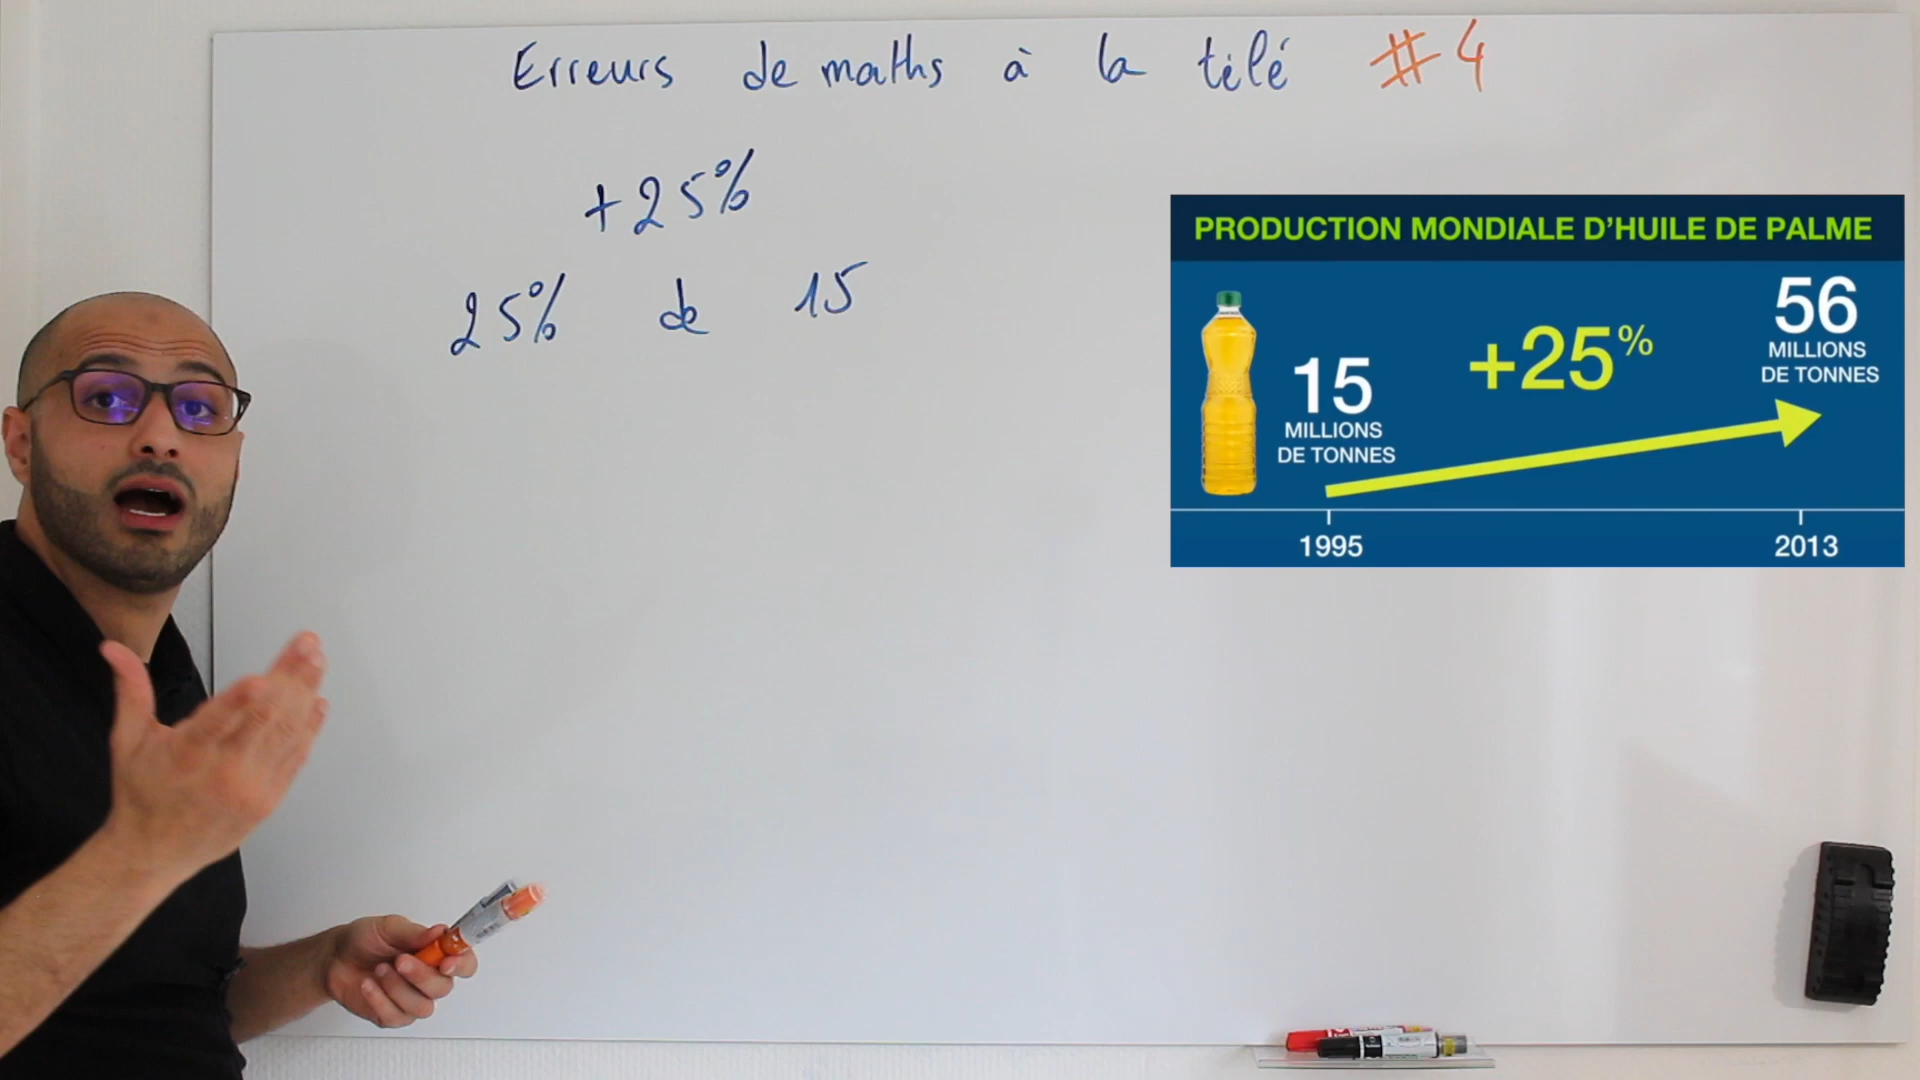 Erreurs de maths à la télé #4
+25%
25% de 15
PRODUCTION MONDIALE D'HUILE DE PALME
15
MILLIONS
DE TONNES
+25%
56
MILLIONS
DE TONNES
1995
2013